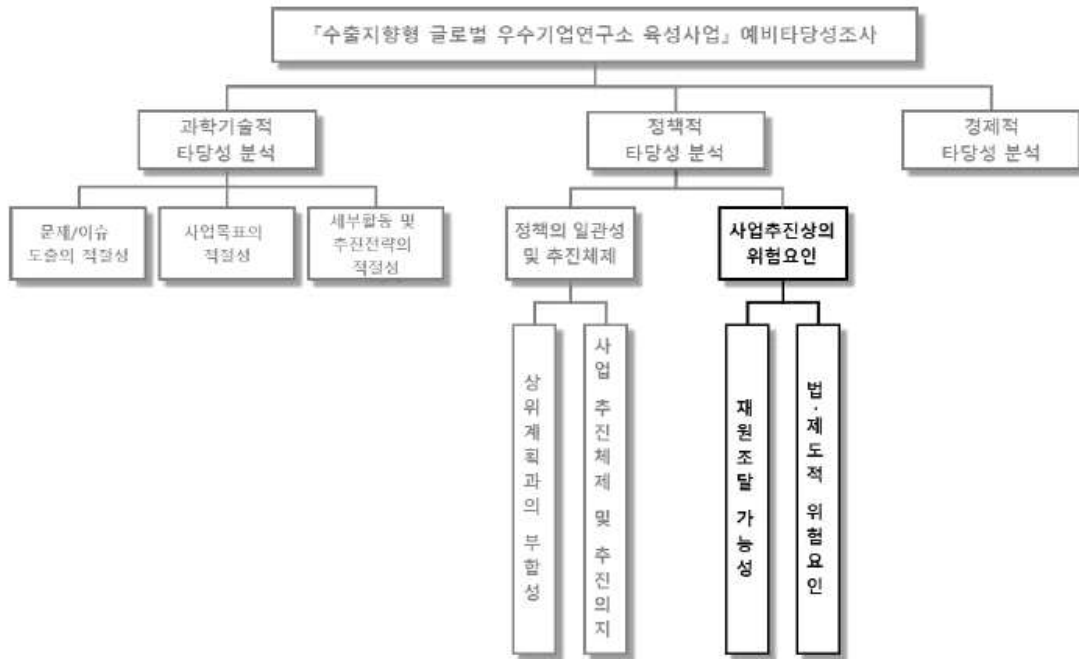 『수출지향형 글로벌 우수기업연구소 육성사업』 예비타당성조사
과학기술적
타당성 분석
정책적
타당성 분석
경제적
타당성 분석
문제/이슈
도출의 적절성
사업목표의
적절성
세부활동 및
추진전략의
적절성
정책의 일관성
및 추진체제
사업추진상의
위험요인
상위계획과의 부합성
사업 추진체제 및 추진의지
재원조달 가능성
법·제도적 위험요인